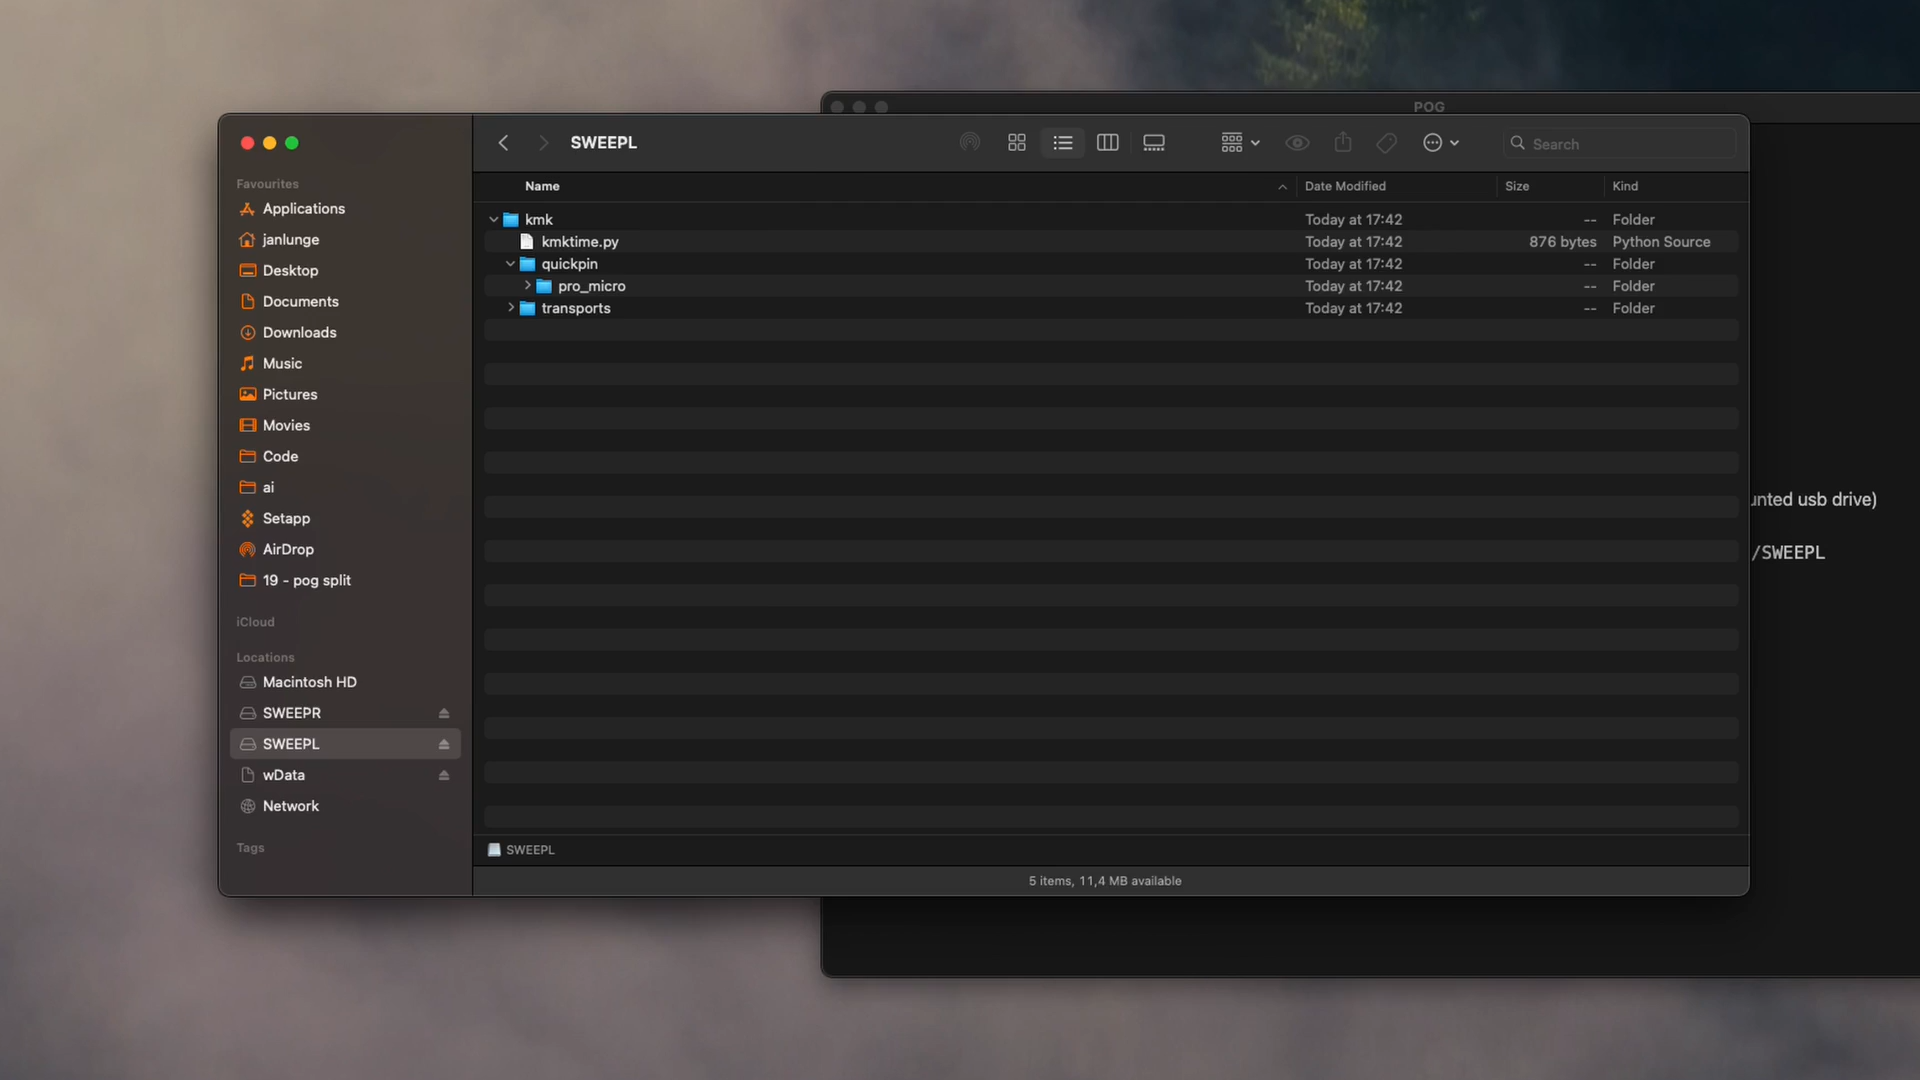 POG
SWEEPL
Search
Favourites
Applications
janlunge
Desktop
Documents
Downloads
Music
Pictures
Movies
Code
ai
Setapp
AirDrop
19 - pog split
iCloud
Locations
Macintosh HD
SWEEPR
SWEEPL
wData
Network
Tags
Name Date Modified Size Kind
kmk Today at 17:42 -- Folder
kmktime.py Today at 17:42 876 bytes Python Source
quickpin Today at 17:42 -- Folder
pro_micro Today at 17:42 -- Folder
transports Today at 17:42 -- Folder
usb drive)
/SWEEPL
SWEEPL
5 items, 11,4 MB available